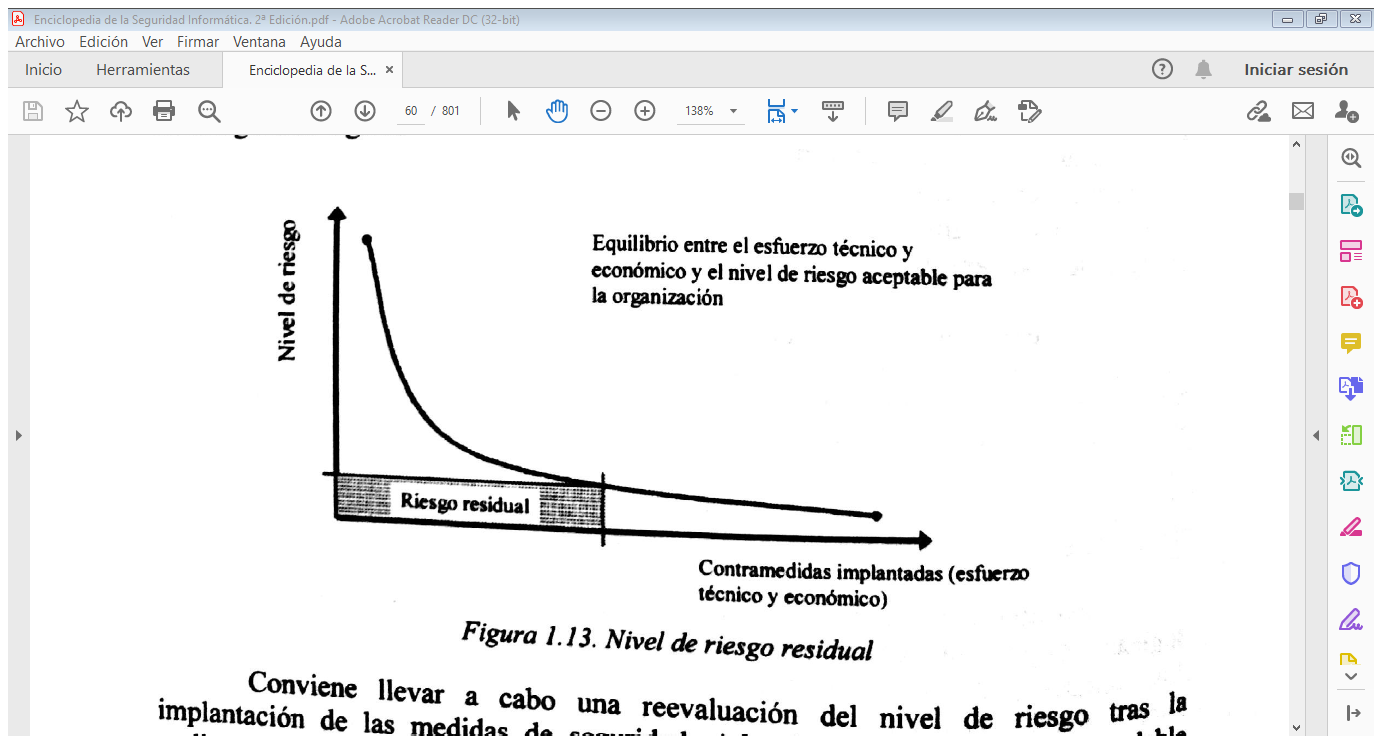 Enciclopedia de la Seguridad Informática. 2ª Edición.pdf - Adobe Acrobat Reader DC (32-bit)
Archivo Edición Ver Firmar Ventana Ayuda
Inicio Herramientas Enciclopedia de la S... × Iniciar sesión
60 / 801 138%
Nivel de riesgo
Equilibrio entre el esfuerzo técnico y
económico y el nivel de riesgo aceptable para
la organización
Riesgo residual
Contramedidas implantadas (esfuerzo
técnico y económico)
Figura 1.13. Nivel de riesgo residual
Conviene llevar a cabo una reevaluación del nivel de riesgo tras la
implantación de las medidas de seguridad